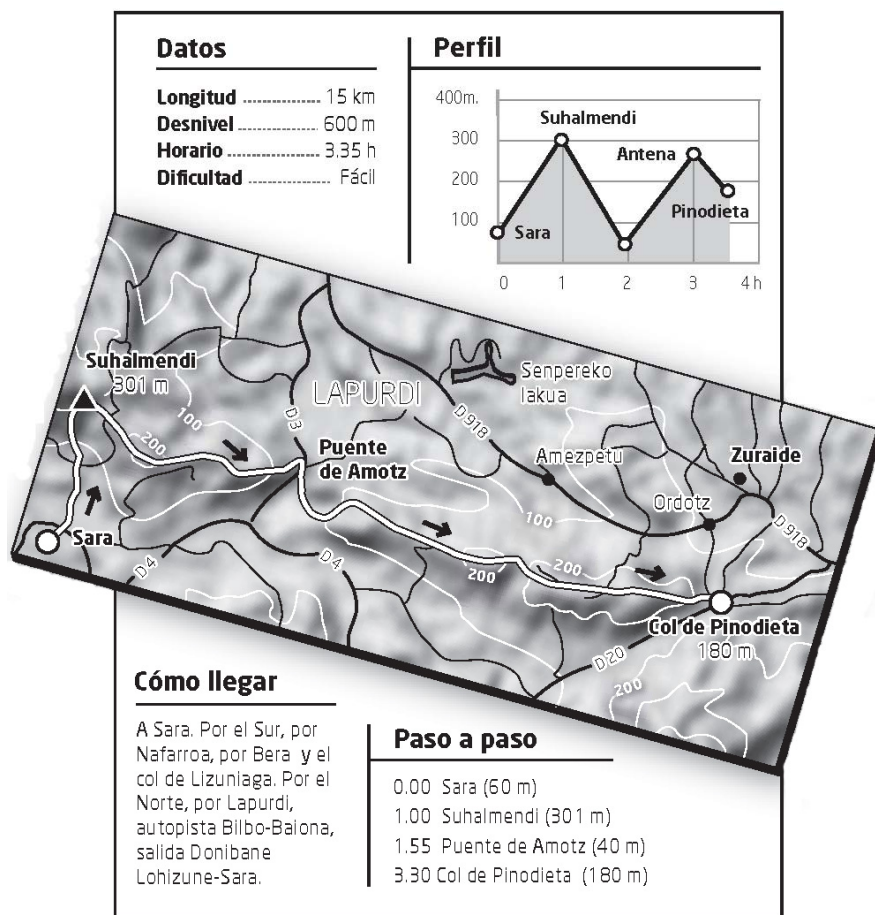 Datos
Longitud ........................ 15 km
Desnivel ........................ 600 m
Horario ........................ 3.35 h
Dificultad ........................ Fácil
Perfil
400m.
300
200
100
Suhalmendi
Antena
Sara
Pinodieta
0 1 2 3 4 h
Suhalmendi
301 m
100
200
LAPURDI
D3
D918
Senpereko
lakua
Puente
de Amotz
Amezpetu
Zuraide
Ordotz
100
D918
Sara
D4
D4
200
200
Col de Pinodieta
180 m
D20
200
Cómo llegar
A Sara. Por el Sur, por
Nafarroa, por Bera y el
col de Lizuniaga. Por el
Norte, por Lapurdi,
autopista Bilbo-Baiona,
salida Donibane
Lohizune-Sara.
Paso a paso
0.00 Sara (60 m)
1.00 Suhalmendi (301 m)
1.55 Puente de Amotz (40 m)
3.30 Col de Pinodieta (180 m)